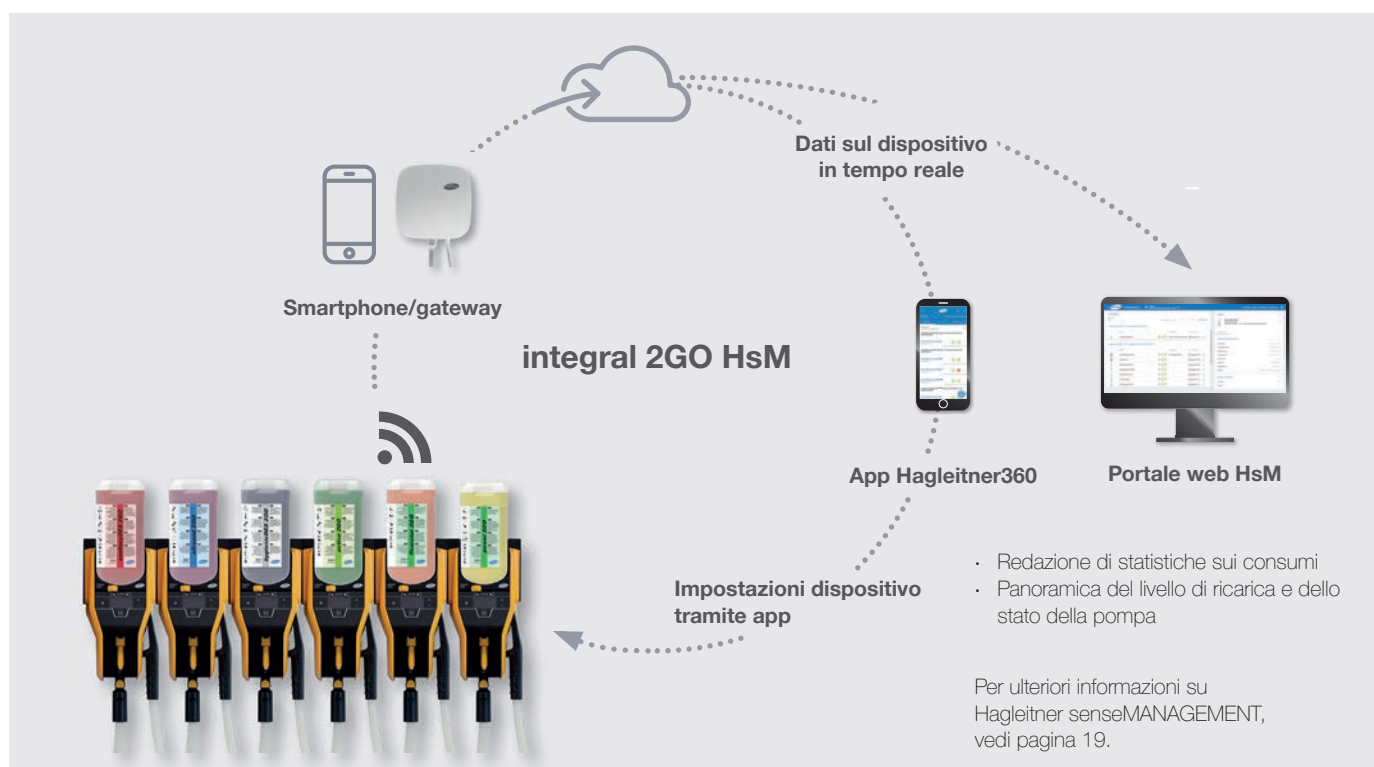 Dati sul dispositivo
in tempo reale
Smartphone/gateway
integral 2GO HsM
App Hagleitner360
Portale web HsM
Impostazioni dispositivo
tramite app
· Redazione di statistiche sui consumi
· Panoramica del livello di ricarica e dello
stato della pompa
Per ulteriori informazioni su
Hagleitner senseMANAGEMENT,
vedi pagina 19.